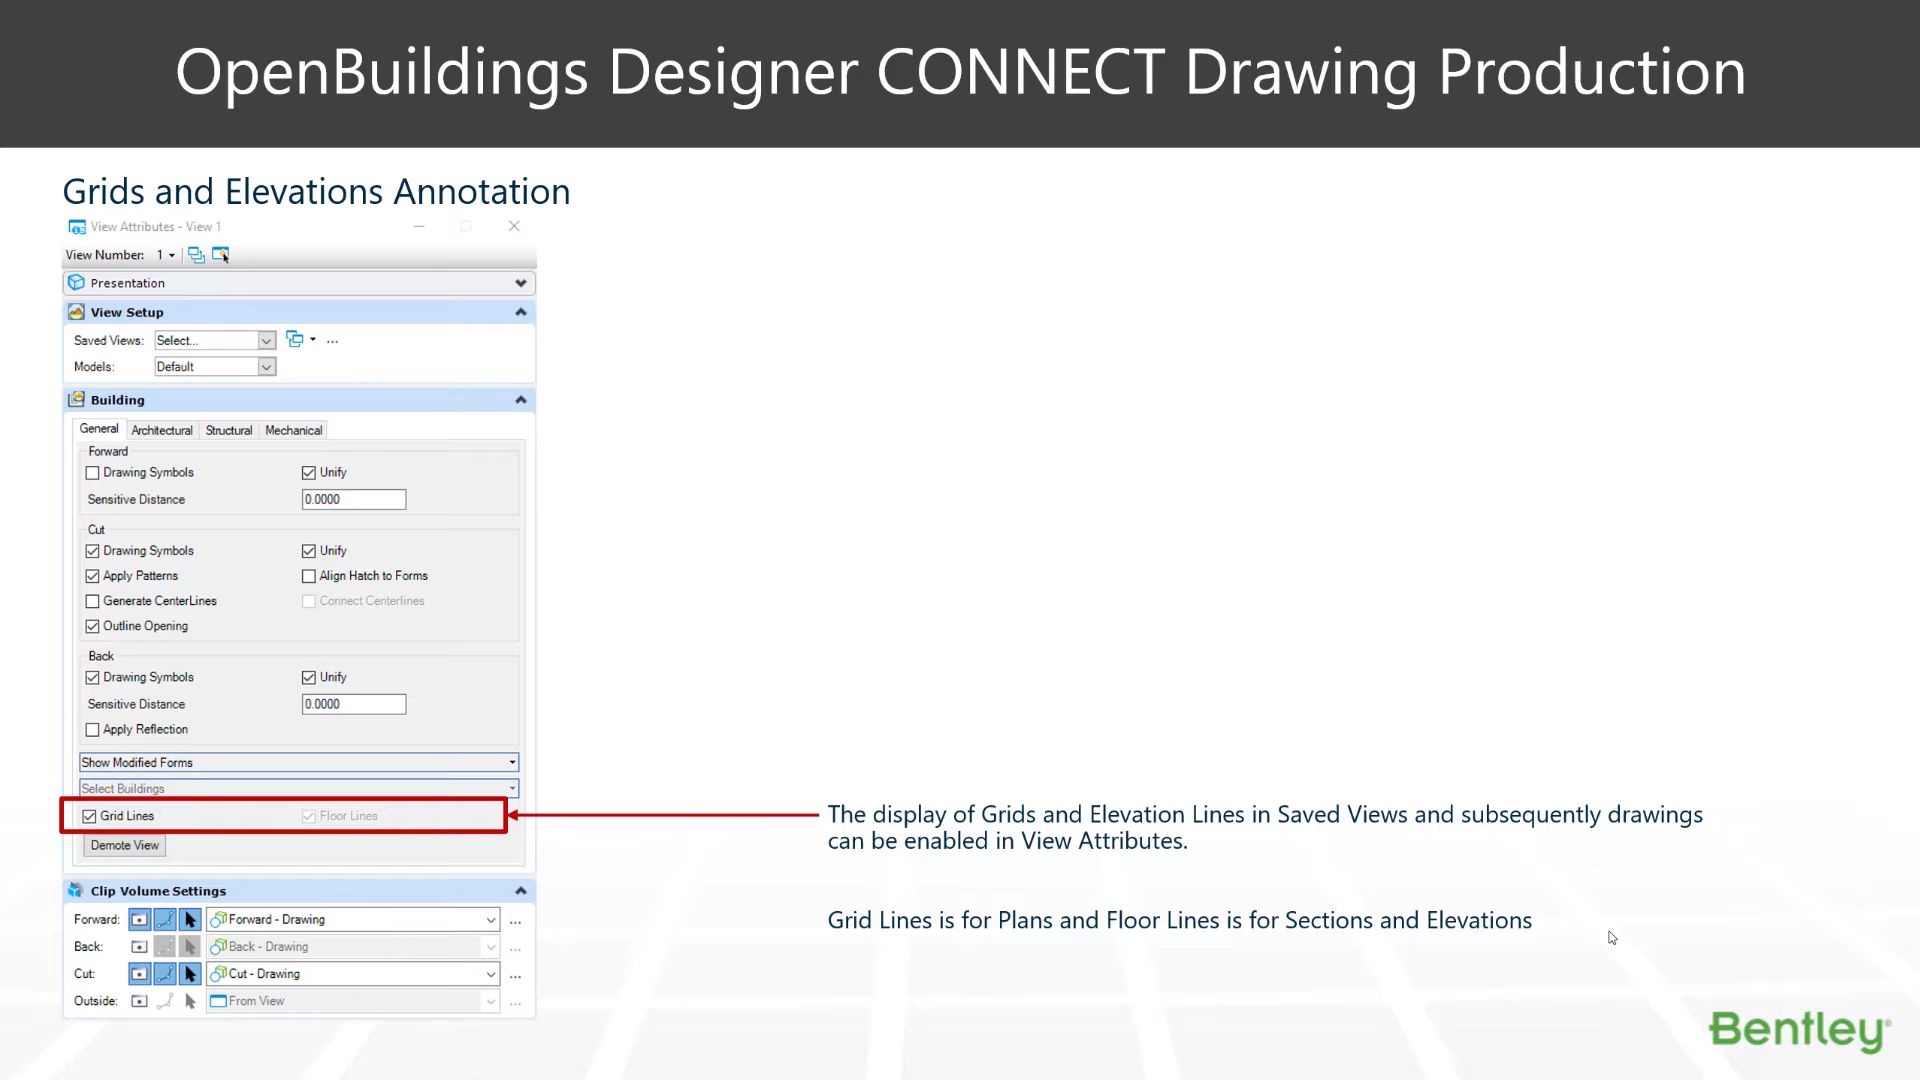 OpenBuildings Designer CONNECT Drawing Production
Grids and Elevations Annotation
View Attributes - View 1
View Number: 1
Presentation
View Setup
Saved Views: Select... ...
Models: Default
Building
General Architectural Structural Mechanical
Forward
Drawing Symbols Unify
Sensitive Distance 0.0000
Cut
Drawing Symbols Unify
Apply Patterns Align Hatch to Forms
Generate CenterLines Connect Centerlines
Outline Opening
Back
Drawing Symbols Unify
Sensitive Distance 0.0000
Apply Reflection
Show Modified Forms
Select Buildings
Grid Lines Floor Lines
Demote View
Clip Volume Settings
Forward: Forward - Drawing ...
Back: Back - Drawing ...
Cut: Cut - Drawing ...
Outside: From View ...
The display of Grids and Elevation Lines in Saved Views and subsequently drawings
can be enabled in View Attributes.
Grid Lines is for Plans and Floor Lines is for Sections and Elevations
Bentley®